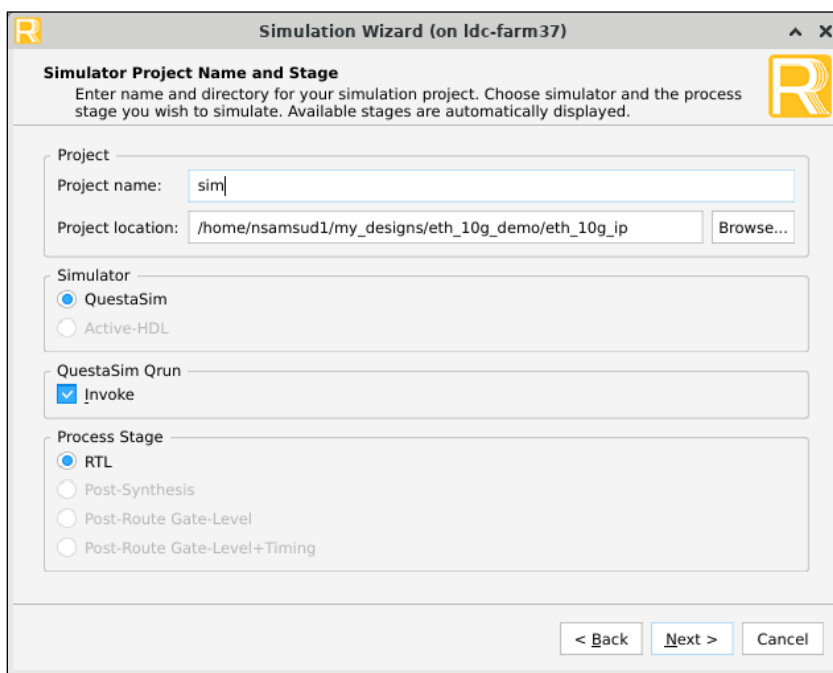 Simulation Wizard (on ldc-farm37)
Simulator Project Name and Stage
Enter name and directory for your simulation project. Choose simulator and the process
stage you wish to simulate. Available stages are automatically displayed.
Project
Project name: sim
Project location: /home/nsamsud1/my_designs/eth_10g_demo/eth_10g_ip Browse...
Simulator
QuestaSim
Active-HDL
QuestaSim Qrun
Invoke
Process Stage
RTL
Post-Synthesis
Post-Route Gate-Level
Post-Route Gate-Level+Timing
< Back Next > Cancel